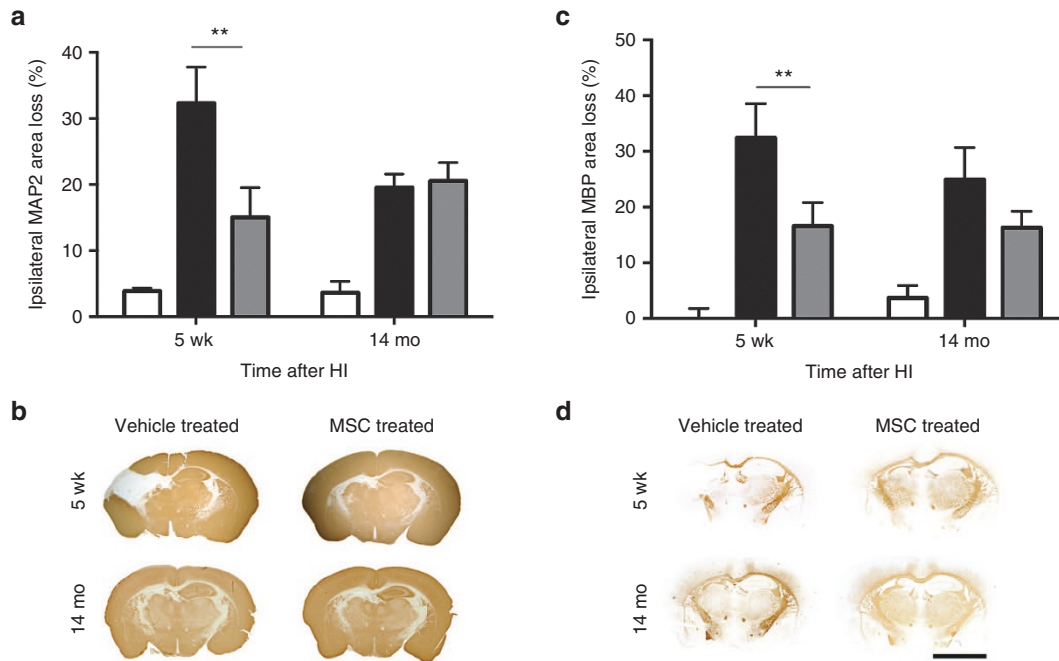 a
**
40
30
20
10
0
Ipsilateral MAP2 area loss (%)
5 wk
14 mo
Time after HI
c
**
50
40
30
20
10
0
Ipsilateral MBP area loss (%)
5 wk
14 mo
Time after HI
b
Vehicle treated
MSC treated
5 wk
14 mo
d
Vehicle treated
MSC treated
5 wk
14 mo